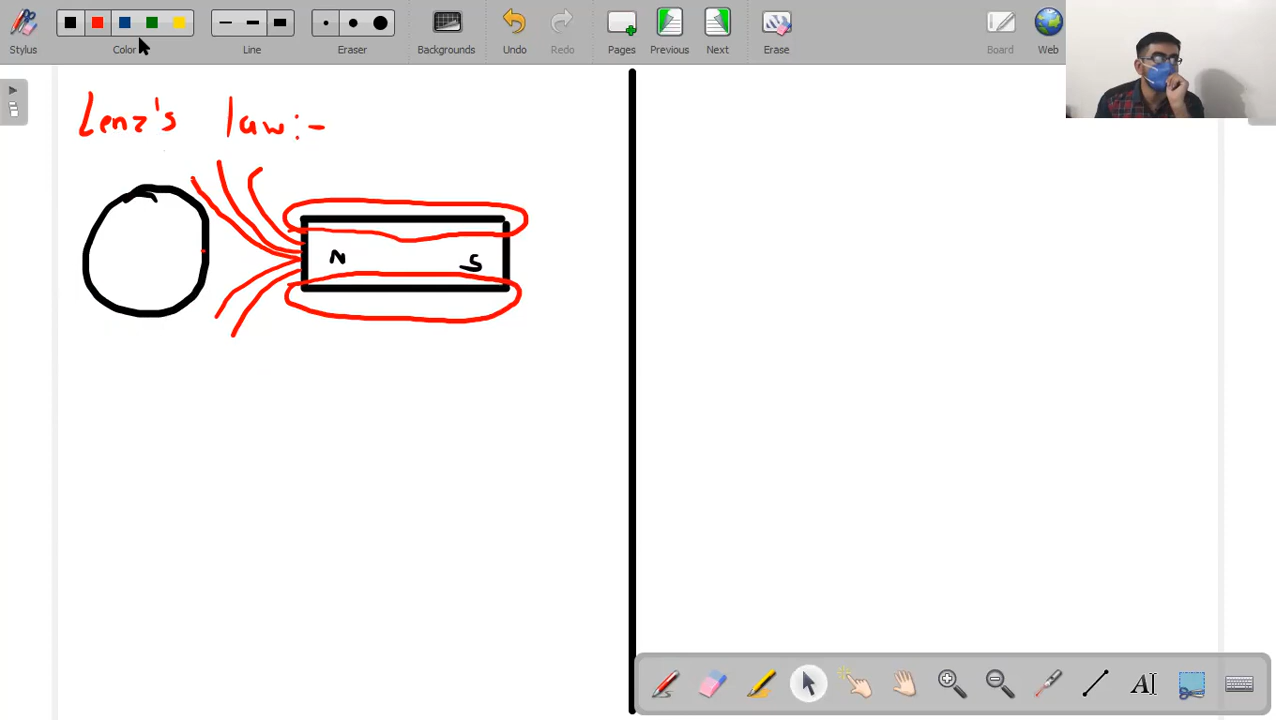 Stylus
Color
Line
Eraser
Backgrounds
Undo
Redo
Pages
Previous
Next
Erase
Board
Web
Lenz's law:-
N
S
A